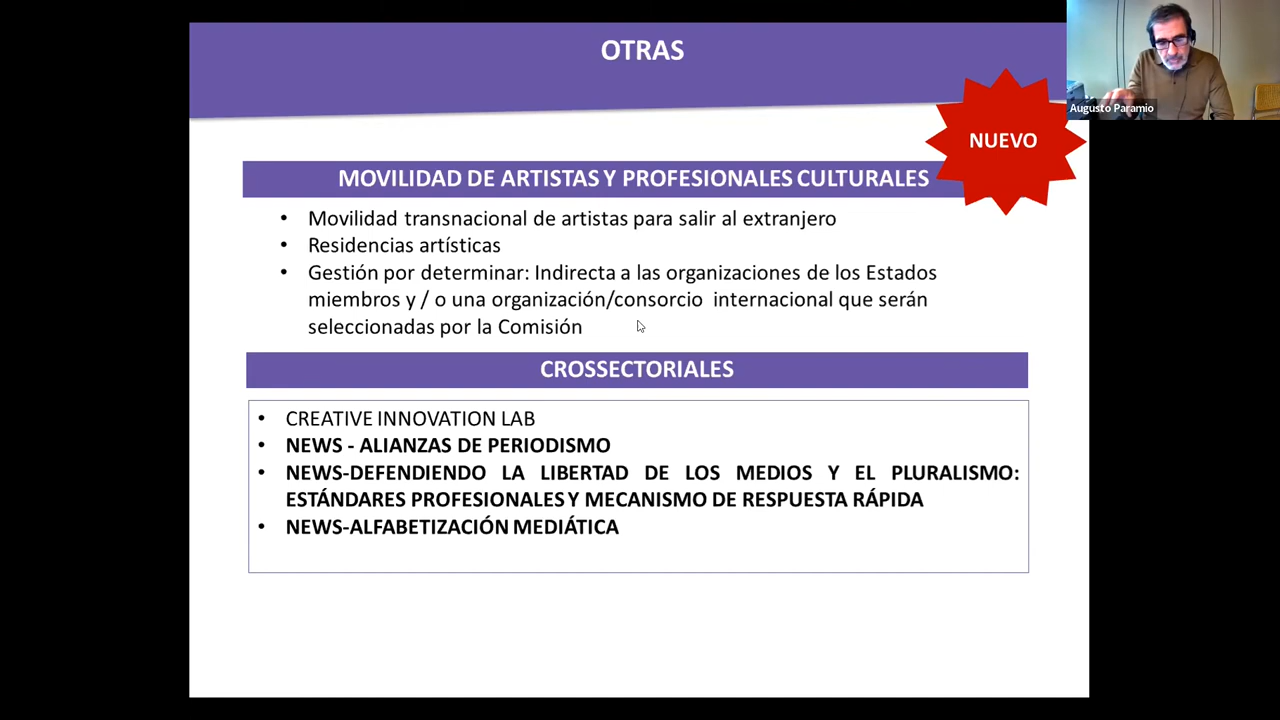 OTRAS
Augusto Paramio
NUEVO
MOVILIDAD DE ARTISTAS Y PROFESIONALES CULTURALES
• Movilidad transnacional de artistas para salir al extranjero
• Residencias artísticas
• Gestión por determinar: Indirecta a las organizaciones de los Estados
miembros y / o una organización/consorcio internacional que serán
seleccionadas por la Comisión
CROSSECTORIALES
• CREATIVE INNOVATION LAB
• NEWS - ALIANZAS DE PERIODISMO
• NEWS-DEFENDIENDO LA LIBERTAD DE LOS MEDIOS Y EL PLURALISMO:
ESTÁNDARES PROFESIONALES Y MECANISMO DE RESPUESTA RÁPIDA
• NEWS-ALFABETIZACIÓN MEDIÁTICA